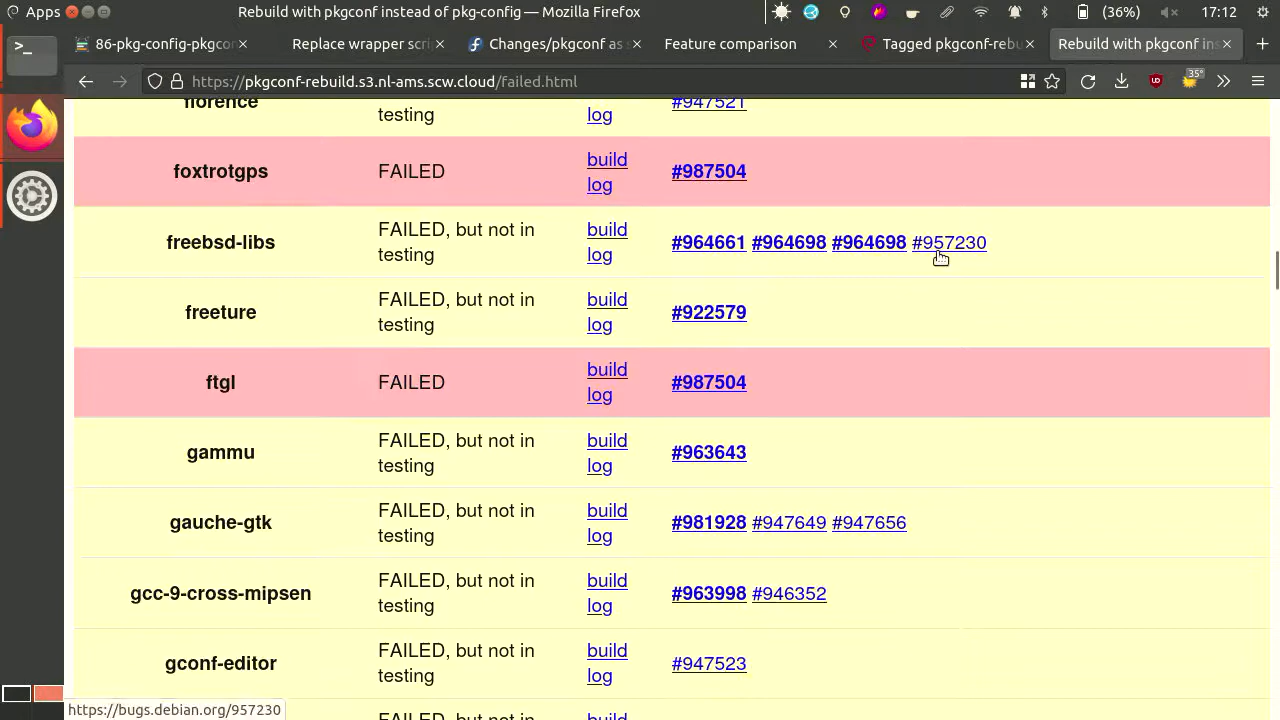 Apps
Rebuild with pkgconf instead of pkg-config — Mozilla Firefox
(36%)
17:12
86-pkg-config-pkgcon
Replace wrapper scri
Changes/pkgconf as s
Feature comparison
Tagged pkgconf-rebu
Rebuild with pkgconf ins
https://pkgconf-rebuild.s3.nl-ams.scw.cloud/failed.html
35°
florence
testing
log
#947521
foxtrotgps
FAILED
build
log
#987504
freebsd-libs
FAILED, but not in
testing
build
log
#964661 #964698 #964698 #957230
freeture
FAILED, but not in
testing
build
log
#922579
ftgl
FAILED
build
log
#987504
gammu
FAILED, but not in
testing
build
log
#963643
gauche-gtk
FAILED, but not in
testing
build
log
#981928 #947649 #947656
gcc-9-cross-mipsen
FAILED, but not in
testing
build
log
#963998 #946352
gconf-editor
FAILED, but not in
testing
build
log
#947523
FAILED, but not in
build
https://bugs.debian.org/957230